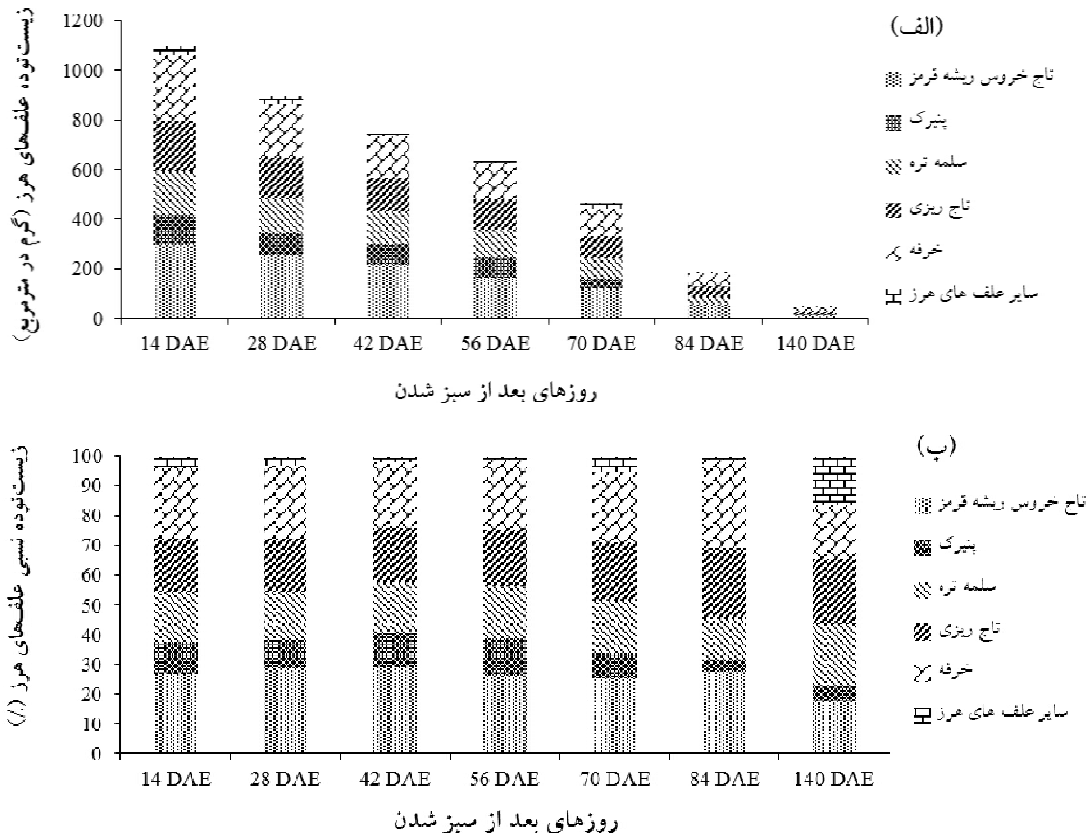 زیست‌توده علف‌های هرز (گرم در مترمربع)
1200
1000
800
600
400
200
0
14 DAE 28 DAE 42 DAE 56 DAE 70 DAE 84 DAE 140 DAE
روزهای بعد از سبز شدن
(الف)
تاج خروس ریشه قرمز
پنیرک
سلمه تره
تاج ریزی
خرفه
سایر علف های هرز
زیست‌توده نسبی علف‌های هرز (٪)
100
90
80
70
60
50
40
30
20
10
0
14 DAE 28 DAE 42 DAE 56 DAE 70 DAE 84 DAE 140 DAE
روزهای بعد از سبز شدن
(ب)
تاج خروس ریشه قرمز
پنیرک
سلمه تره
تاج ریزی
خرفه
سایر علف های هرز